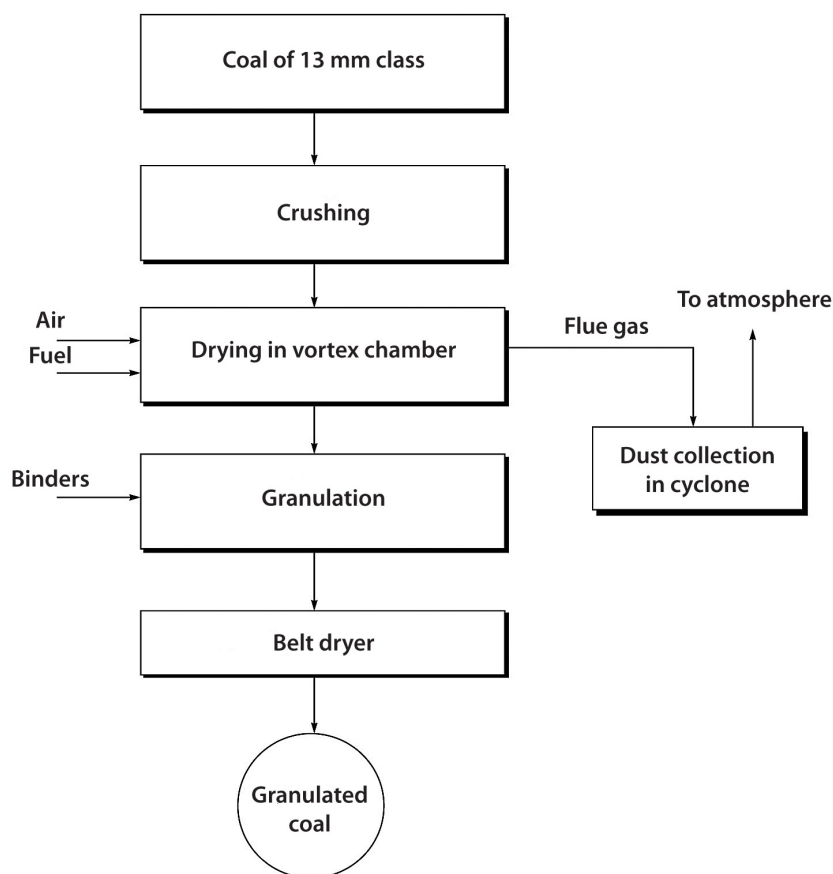 Coal of 13 mm class
Crushing
Air
Fuel
Drying in vortex chamber
Flue gas
To atmosphere
Dust collection
in cyclone
Binders
Granulation
Belt dryer
Granulated
coal